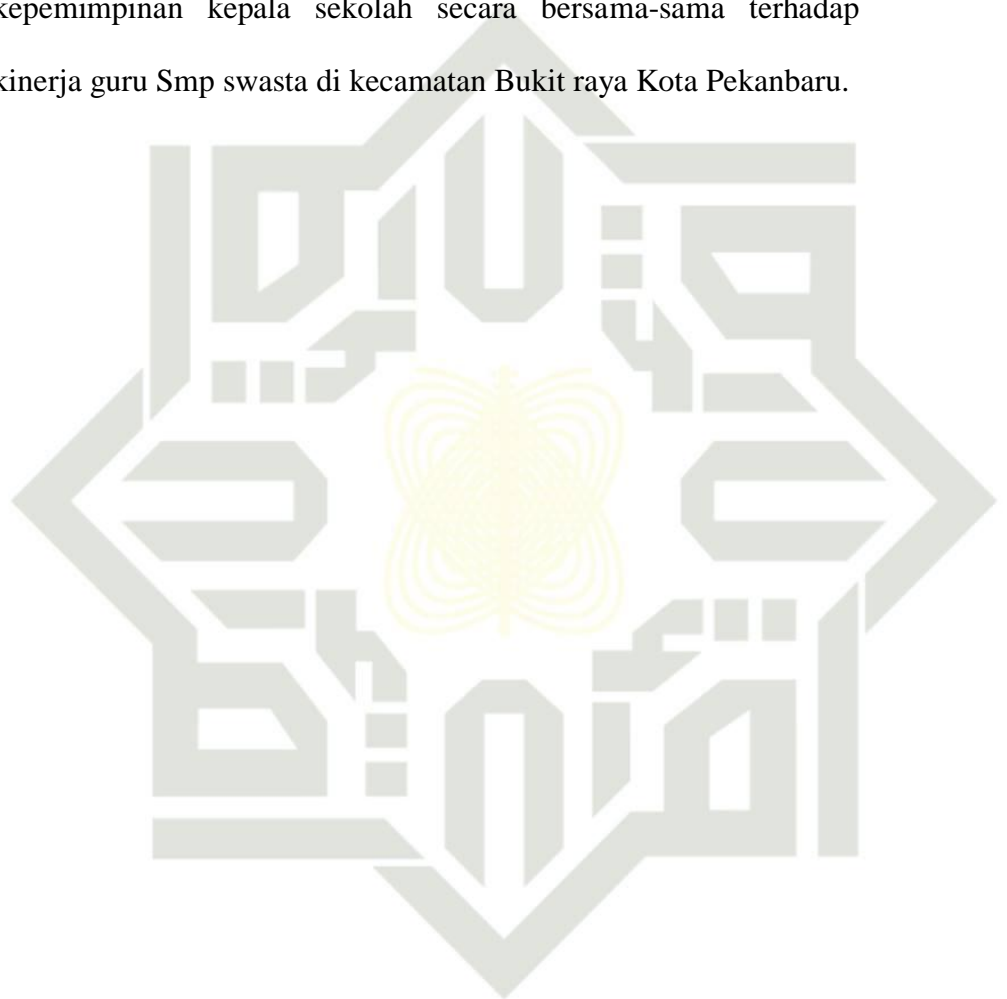 kepemimpinan kepala sekolah secara bersama-sama terhadap
kinerja guru Smp swasta di kecamatan Bukit raya Kota Pekanbaru.